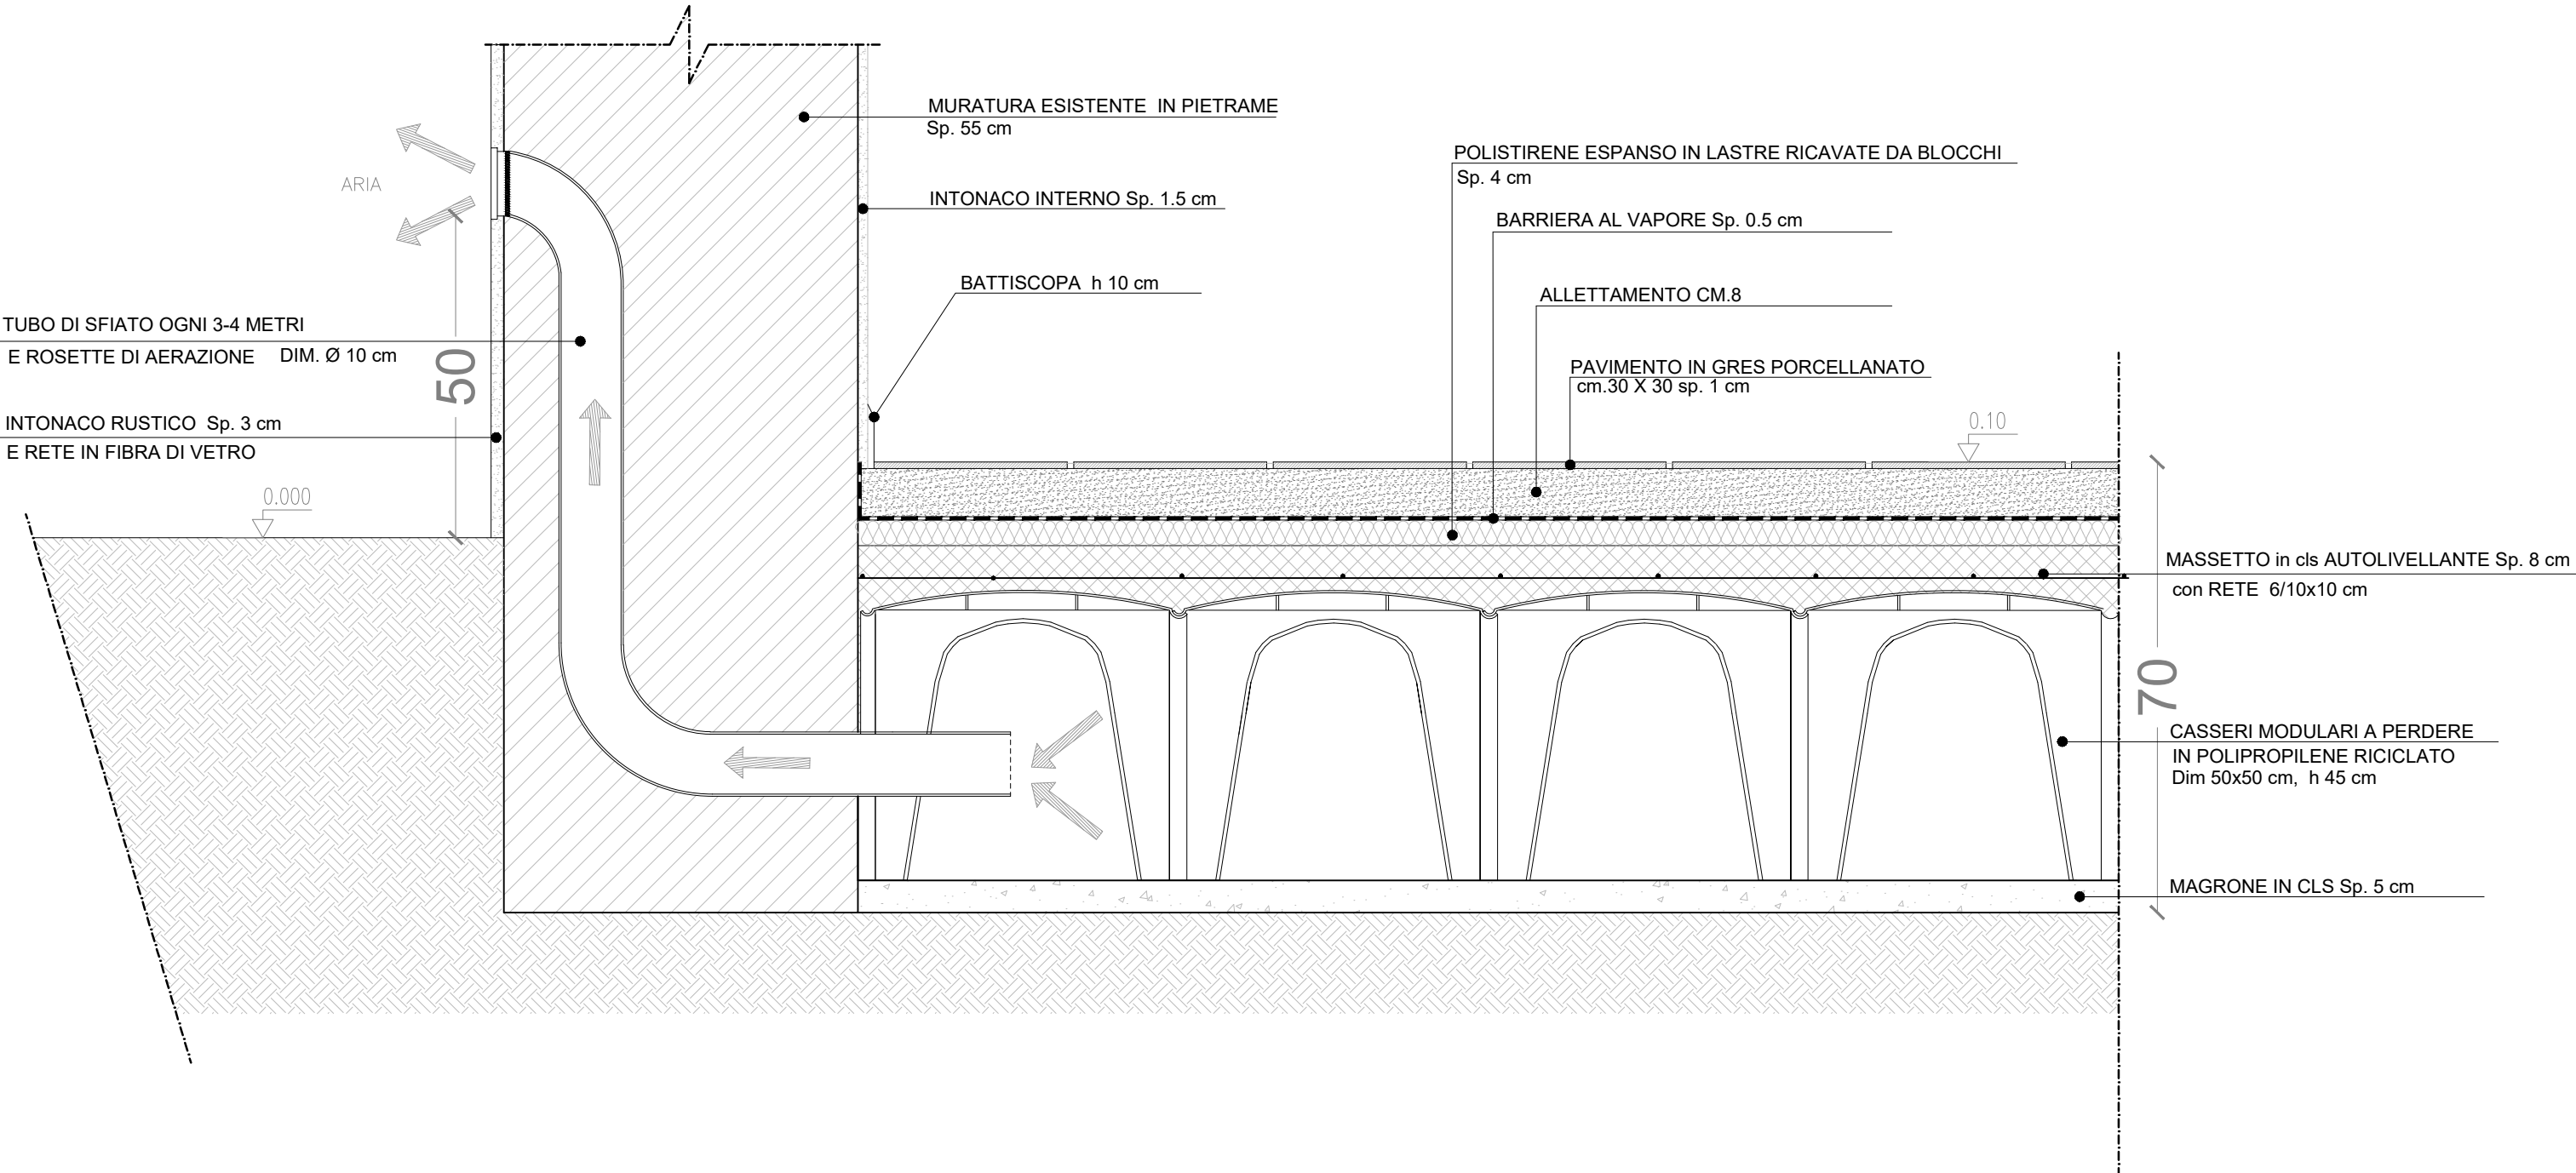 MURATURA ESISTENTE IN PIETRAME
Sp. 55 cm
POLISTIRENE ESPANSO IN LASTRE RICAVATE DA BLOCCHI
Sp. 4 cm
ARIA
INTONACO INTERNO Sp. 1.5 cm
BARRIERA AL VAPORE Sp. 0.5 cm
BATTISCOPA h 10 cm
ALLETTAMENTO CM.8
TUBO DI SFIATO OGNI 3-4 METRI
E ROSETTE DI AERAZIONE DIM. Ø 10 cm
50
PAVIMENTO IN GRES PORCELLANATO
cm.30 X 30 sp. 1 cm
INTONACO RUSTICO Sp. 3 cm
E RETE IN FIBRA DI VETRO
0.10
0.000
MASSETTO in cls AUTOLIVELLANTE Sp. 8 cm
con RETE 6/10x10 cm
70
CASSERI MODULARI A PERDERE
IN POLIPROPILENE RICICLATO
Dim 50x50 cm, h 45 cm
MAGRONE IN CLS Sp. 5 cm